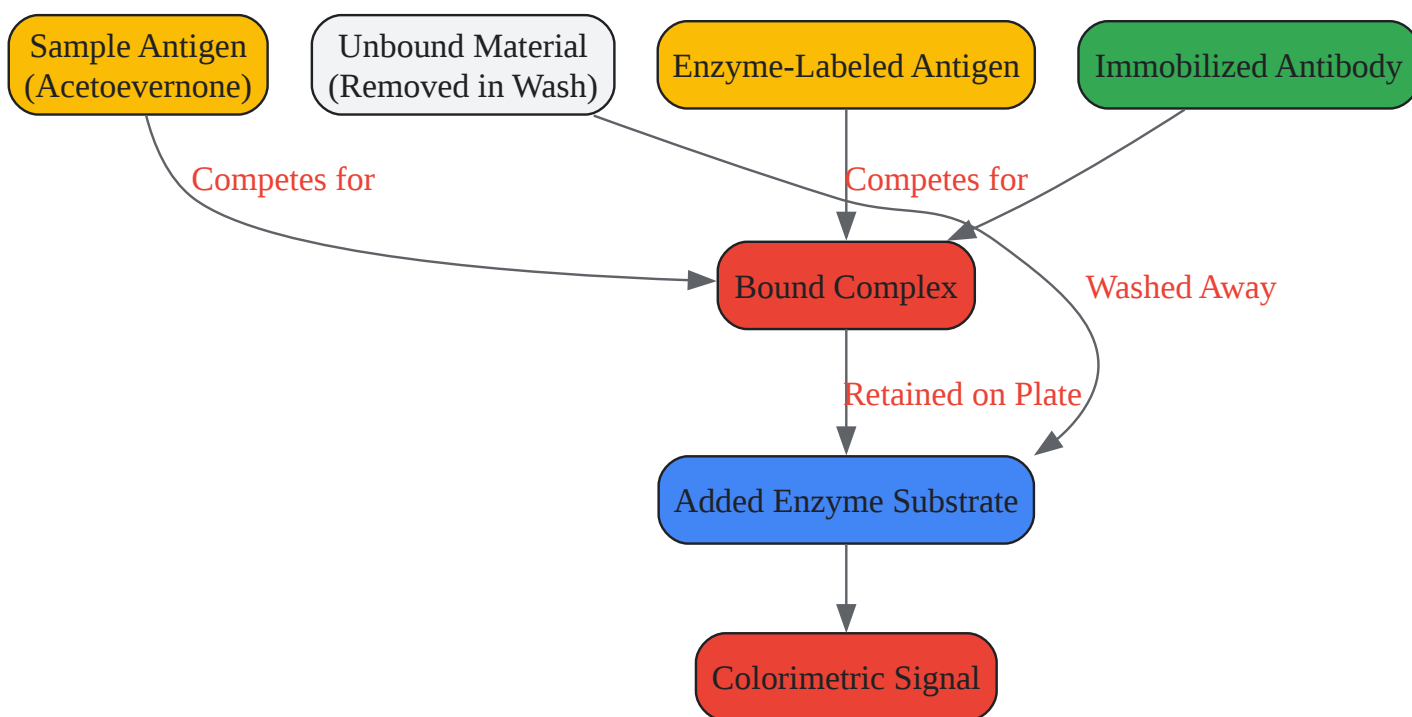 Sample Antigen
(Acetoevernone)
Unbound Material
(Removed in Wash)
Enzyme-Labeled Antigen
Immobilized Antibody
Competes for
Competes for
Bound Complex
Washed Away
Retained on Plate
Added Enzyme Substrate
Colorimetric Signal